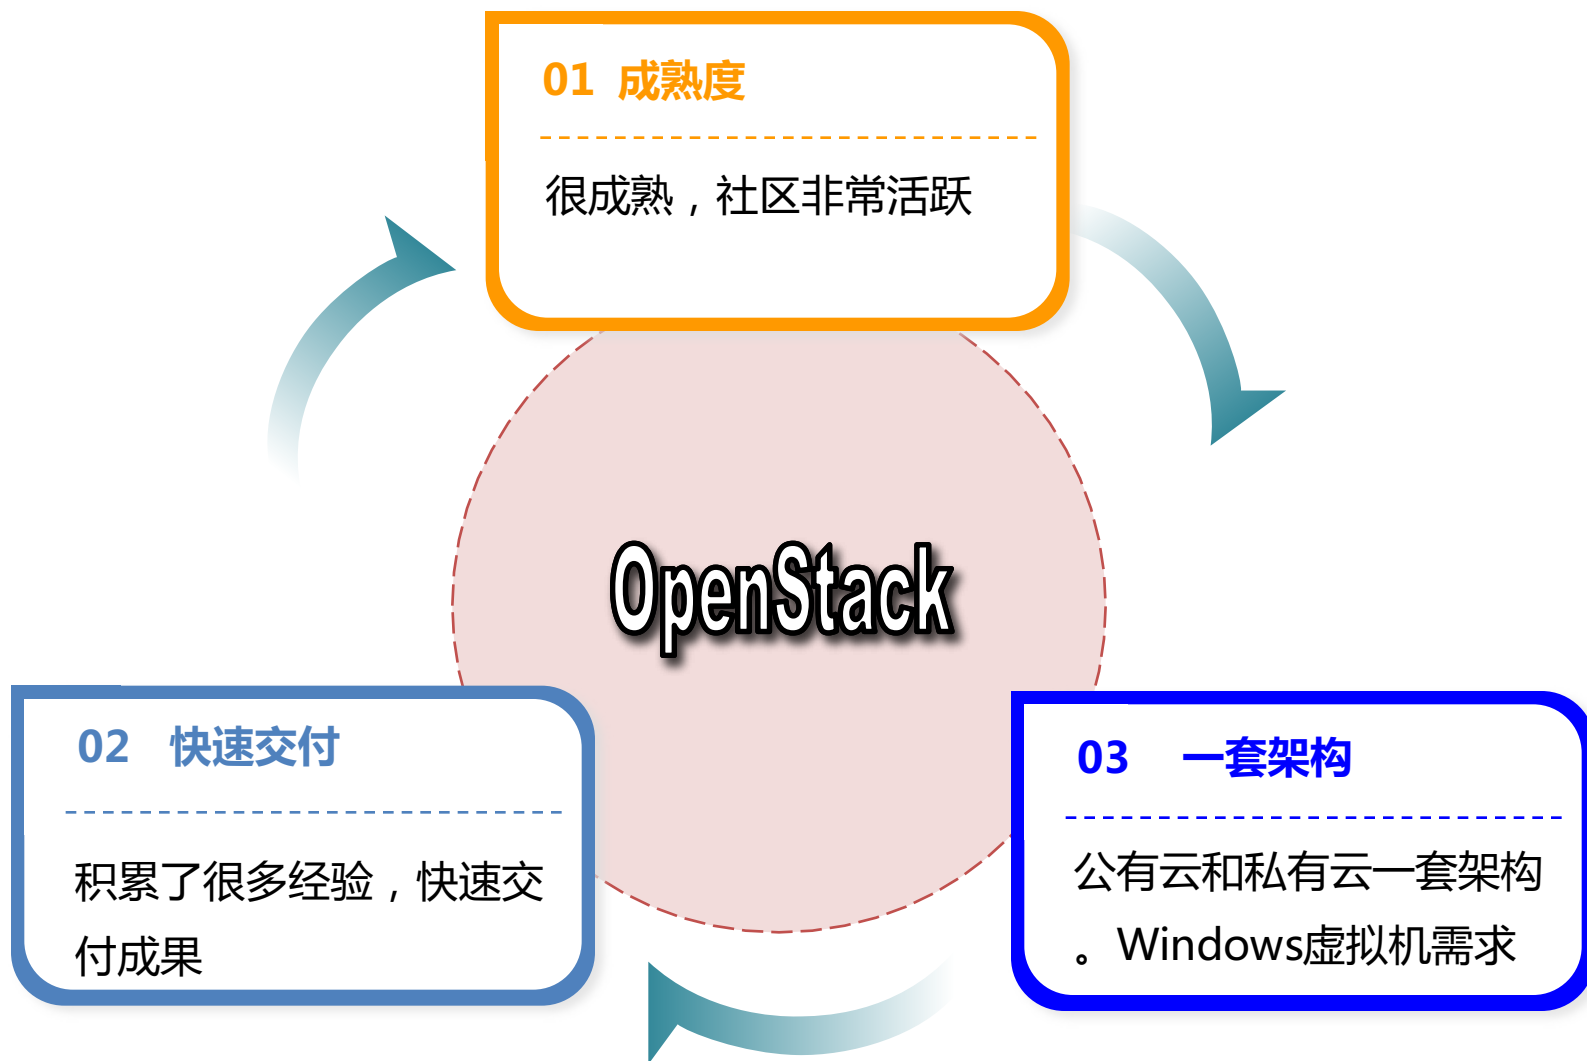 01 成熟度
很成熟，社区非常活跃
OpenStack
02 快速交付
积累了很多经验，快速交
付成果
03 一套架构
公有云和私有云一套架构
。Windows虚拟机需求